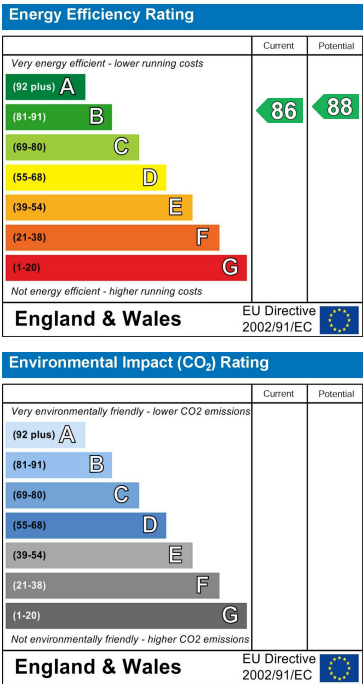 Energy Efficiency Rating
Current Potential
Very energy efficient - lower running costs
(92 plus) A
(81-91) B
(69-80) C
(55-68) D
(39-54) E
(21-38) F
(1-20) G
86 88
Not energy efficient - higher running costs
England & Wales
EU Directive
2002/91/EC
Environmental Impact (CO₂) Rating
Current Potential
Very environmentally friendly - lower CO2 emissions
(92 plus) A
(81-91) B
(69-80) C
(55-68) D
(39-54) E
(21-38) F
(1-20) G
Not environmentally friendly - higher CO2 emissions
England & Wales
EU Directive
2002/91/EC